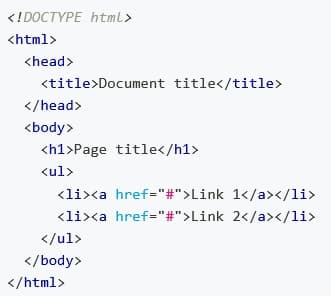 <!DOCTYPE html>
<html>
  <head>
    <title>Document title</title>
  </head>
  <body>
    <h1>Page title</h1>
    <ul>
      <li><a href="#">Link 1</a></li>
      <li><a href="#">Link 2</a></li>
    </ul>
  </body>
</html>